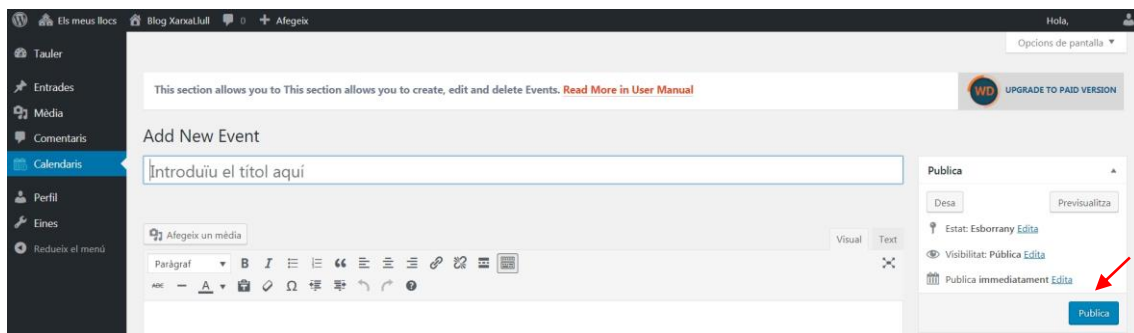 Els meus llocs Blog XarxaLlull 0 Afegeix Hola,
Opcions de pantalla
Tauler
Entrades
Mèdia
Comentaris
Calendaris
Perfil
Eines
Redueix el menú
This section allows you to This section allows you to create, edit and delete Events. Read More in User Manual
WD UPGRADE TO PAID VERSION
Add New Event
Introduïu el títol aquí
Afegeix un mèdia
Visual Text
Paràgraf B I
ABC A Ω
Publica
Desa Previsualitza
Estat: Esborrany Edita
Visibilitat: Pública Edita
Publica immediatament Edita
Publica